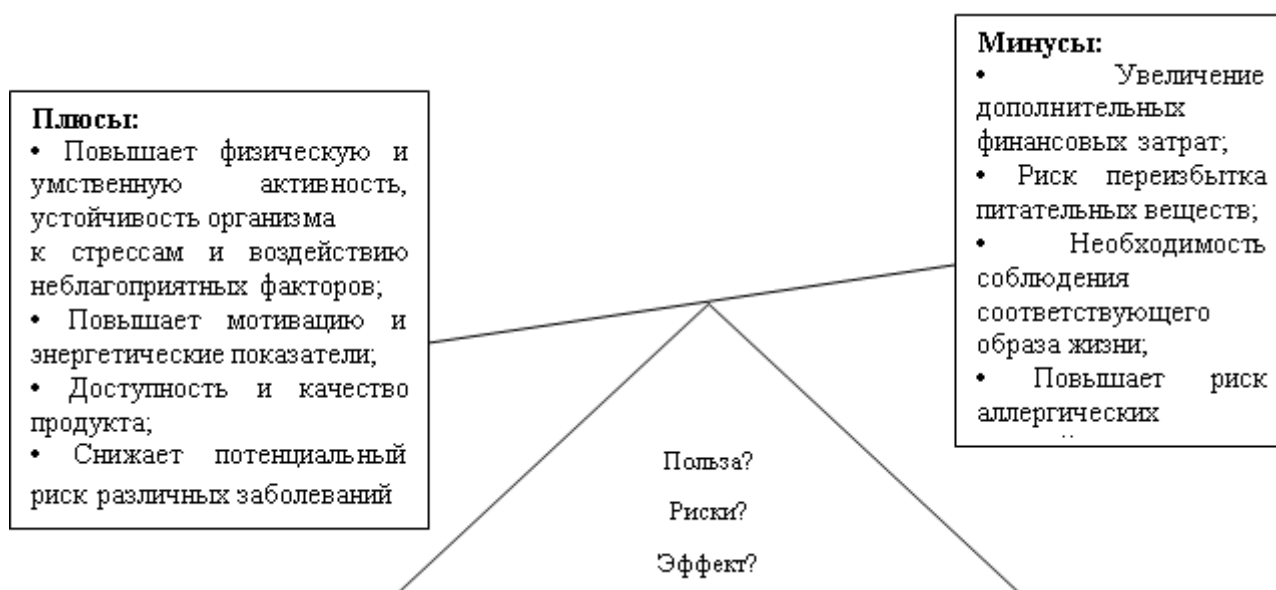 Плюсы:
• Повышает физическую и
умственную активность,
устойчивость организма
к стрессам и воздействию
неблагоприятных факторов;
• Повышает мотивацию и
энергетические показатели;
• Доступность и качество
продукта;
• Снижает потенциальный
риск различных заболеваний
Минусы:
• Увеличение
дополнительных
финансовых затрат;
• Риск переизбытка
питательных веществ;
• Необходимость
соблюдения
соответствующего
образа жизни;
• Повышает риск
аллергических
Польза?
Риски?
Эффект?